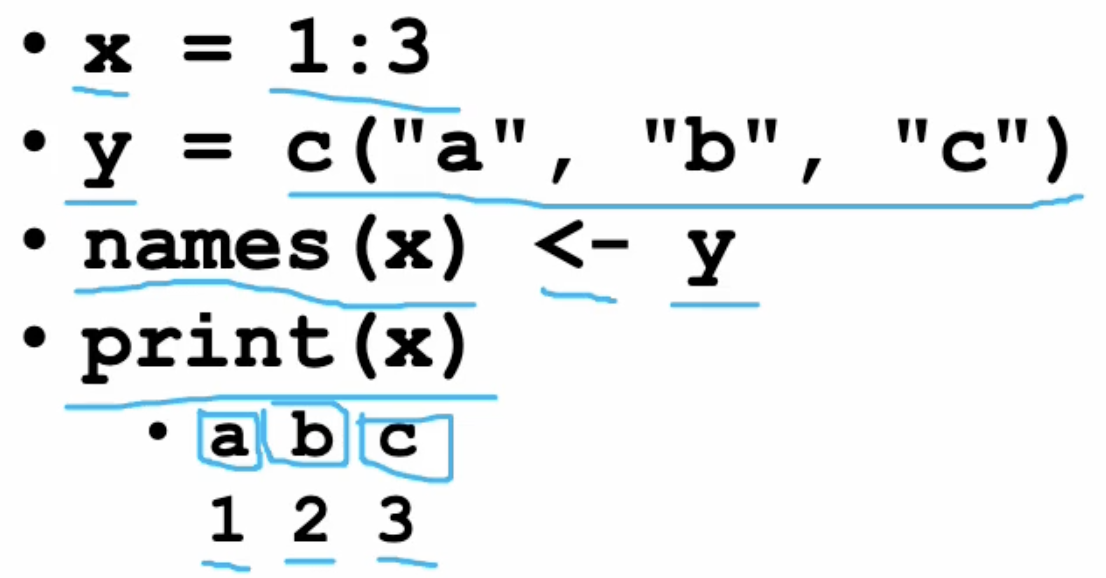 • x = 1:3
• y = c("a", "b", "c")
• names(x) <- y
• print(x)
• a b c
1 2 3